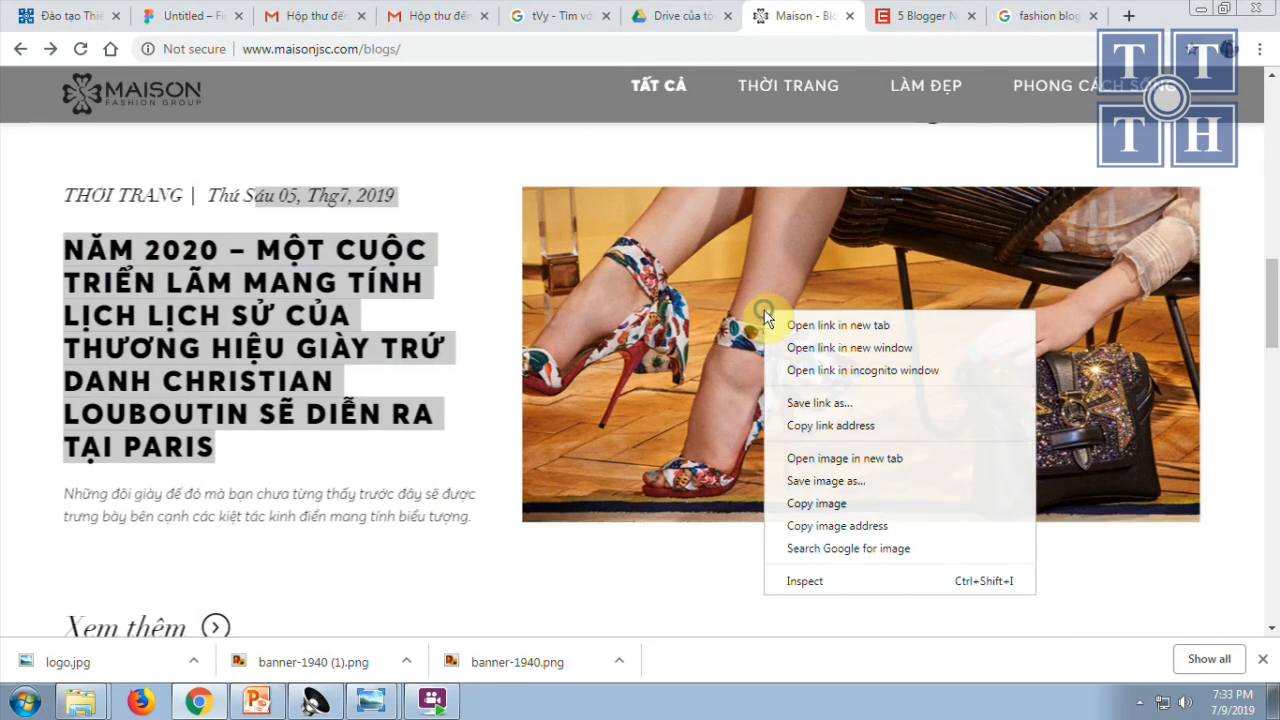 Đào tạo Thiế
Untitled – Fig
Hộp thư đến
Hộp thư đến
tVy - Tìm vớ
Drive của tô
Maison - Blo
5 Blogger N
fashion blog
Not secure
www.maisonjsc.com/blogs/
MAISON
FASHION GROUP
TẤT CẢ
THỜI TRANG
LÀM ĐẸP
PHONG CÁCH SỐNG
T T
T H
THỜI TRANG | Thứ Sáu 05, Thg7, 2019
NĂM 2020 – MỘT CUỘC
TRIỂN LÃM MANG TÍNH
LỊCH LỊCH SỬ CỦA
THƯƠNG HIỆU GIÀY TRỨ
DANH CHRISTIAN
LOUBOUTIN SẼ DIỄN RA
TẠI PARIS
Những đôi giày đế đỏ mà bạn chưa từng thấy trước đây sẽ được
trưng bày bên cạnh các kiệt tác kinh điển mang tính biểu tượng.
Xem thêm
Open link in new tab
Open link in new window
Open link in incognito window
Save link as...
Copy link address
Open image in new tab
Save image as...
Copy image
Copy image address
Search Google for image
Inspect Ctrl+Shift+I
logo.jpg
banner-1940 (1).png
banner-1940.png
Show all
7:33 PM
7/9/2019